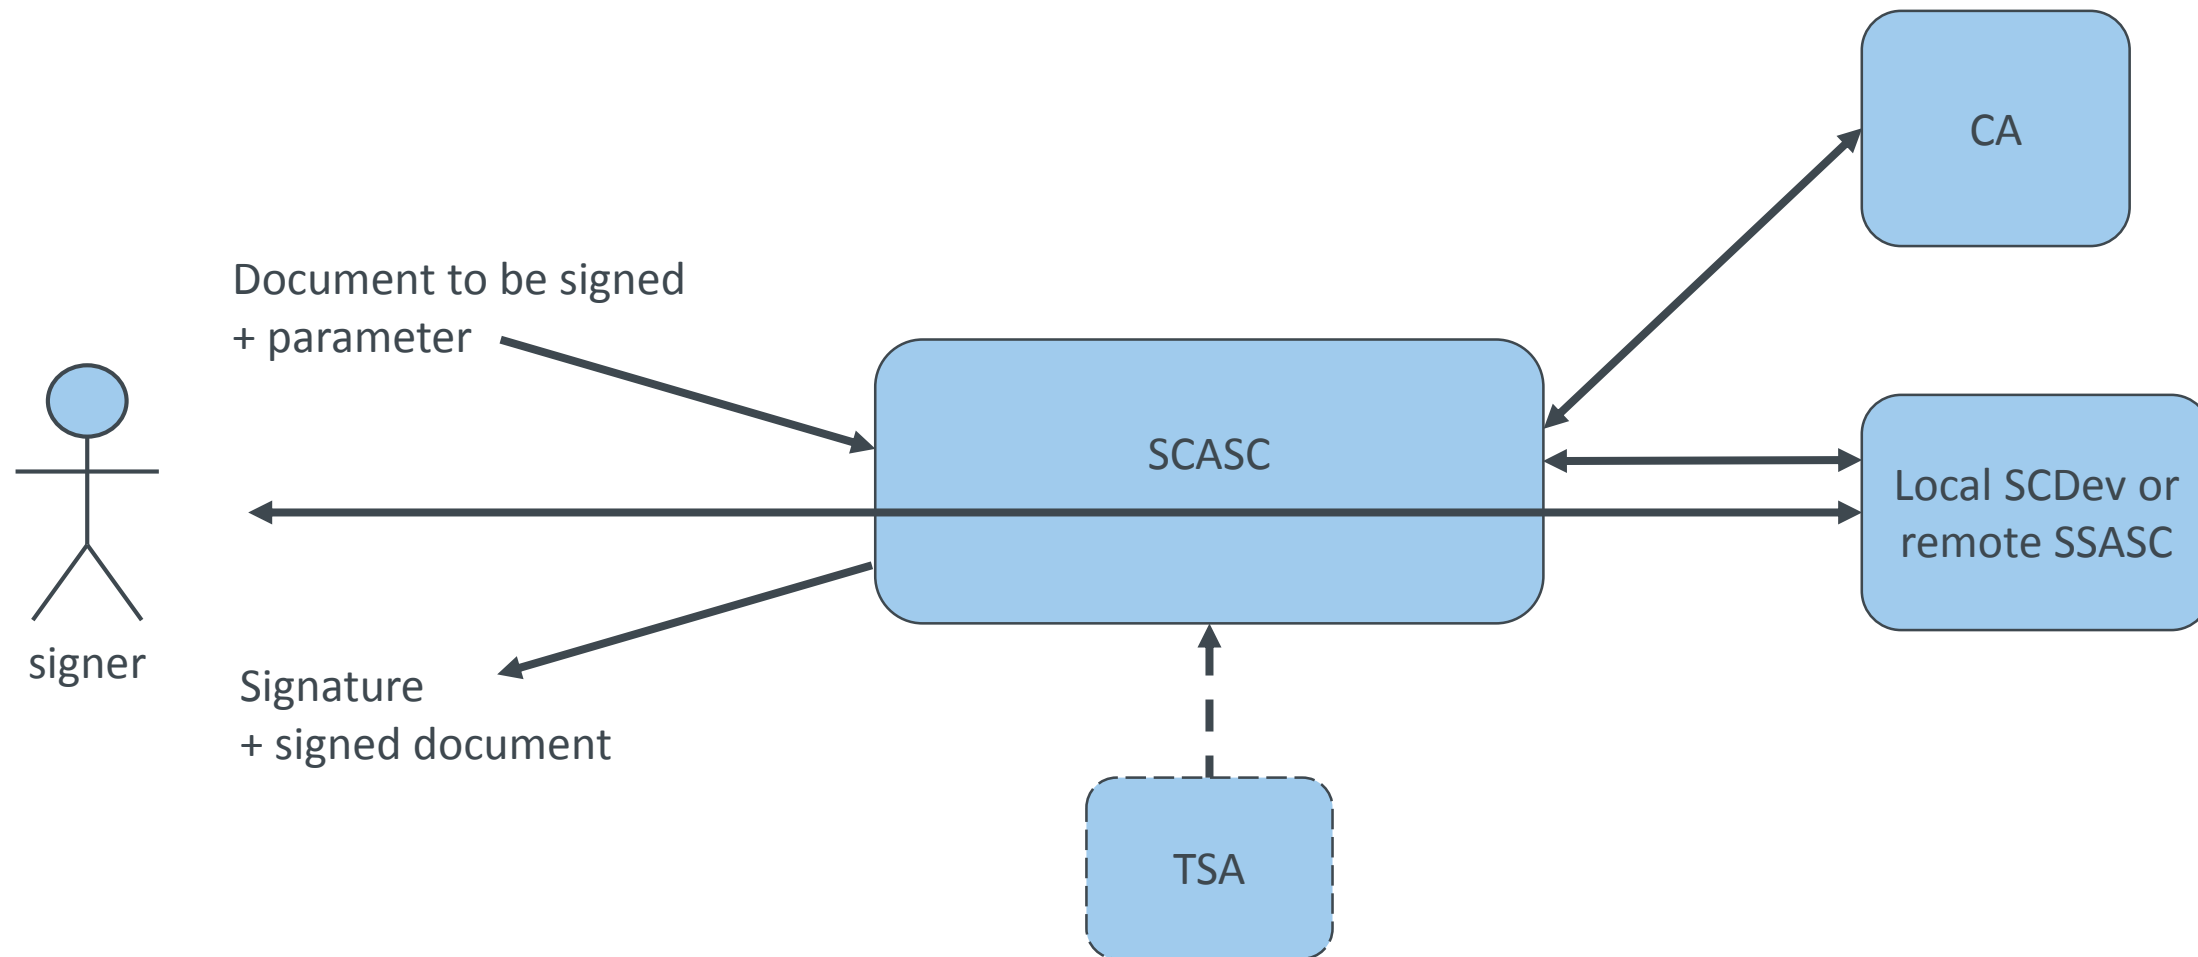 CA
Document to be signed
+ parameter
SCASC
Local SCDev or
remote SSASC
signer
Signature
+ signed document
TSA